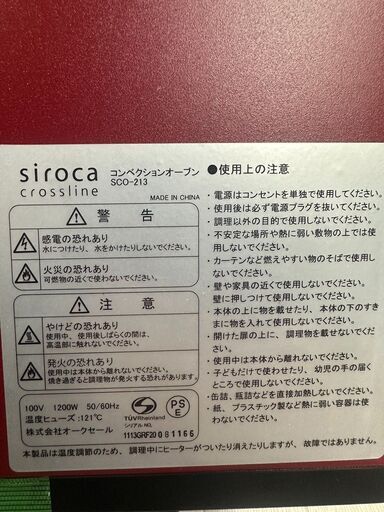 siroca
crossline
コンベクションオーブン
SCO-213
MADE IN CHINA
警 告
感電の恐れあり
水につけたり、水をかけたりしないでください。
火災の恐れあり
可燃物の近くで使わないでください。
注 意
やけどの恐れあり
使用中、使用後しばらくの間は、
高温部に触れないでください。
発火の恐れあり
使用中は本体から離れないでください。
焼き過ぎると調理物が発火する恐れあり。
100V 1200W 50/60Hz
温度ヒューズ:121℃
株式会社オークセール
TÜVRheinland
シリアル NO.
1113GRF20081166
PS
E
●使用上の注意
・電源はコンセントを単独で使用してください。
・使用後は必ず電源プラグを抜いてください。
・調理以外の目的で使用しないでください。
・不安定な場所や熱に弱い敷物の上では使用しないでください。
・カーテンなど燃えやすい物のそばで使用しないでください。
・壁や家具の近くで使用しないでください。
壁に押しつけて使用しないでください。
・本体の上に物を載せたり、本体の下のすきまに物を入れて使用しないでください。
・開けた扉の上に、調理物を載せないでください。
・使用中は本体から離れないでください。
・子どもだけで使わせたり、幼児の手の届くところで使用しないでください。
・缶詰、瓶詰などを直接加熱しないでください。
・紙、プラスチック製など熱に弱い容器は使わないでください。
本製品は温度調節のため、運転中にヒーターがついたり消えたりしますが、故障ではありません。